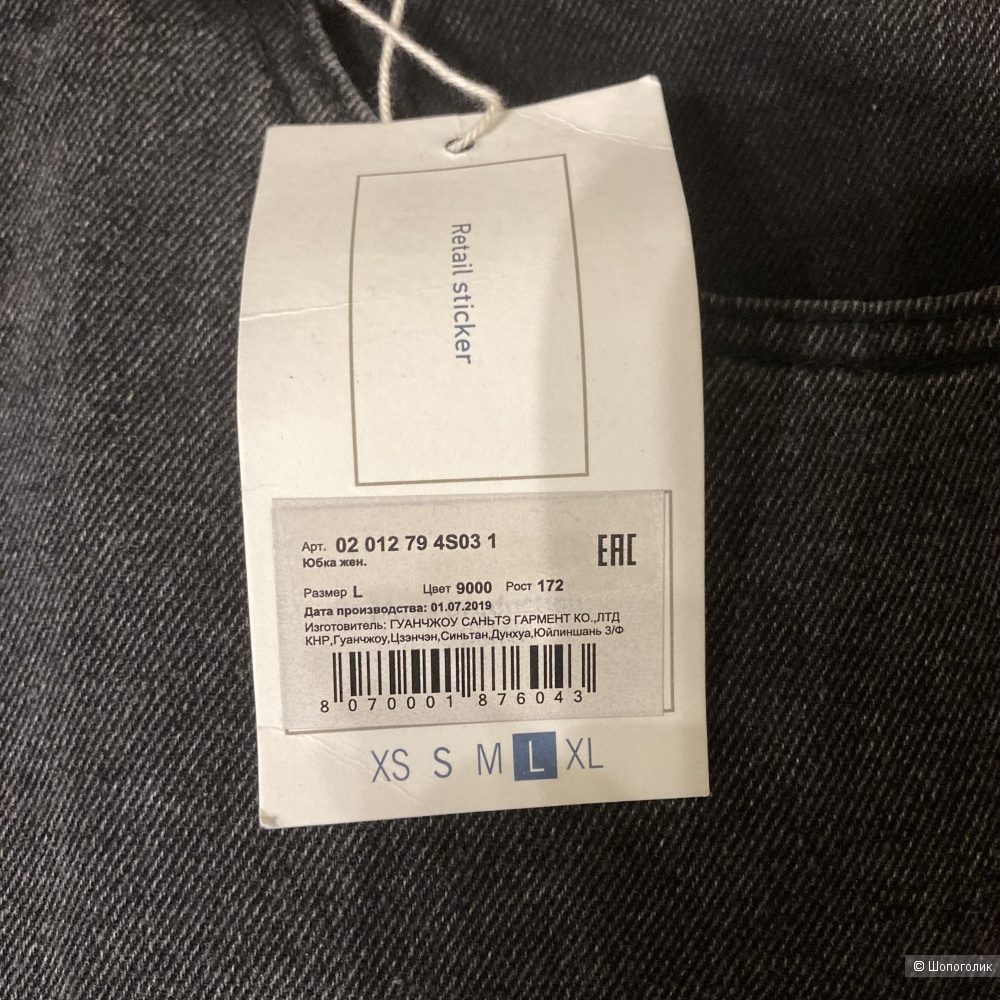 Retail sticker
Арт. 02 012 79 4S03 1
Юбка жен.
EAC
Размер L Цвет 9000 Рост 172
Дата производства: 01.07.2019
Изготовитель: ГУАНЧЖОУ САНЬТЭ ГАРМЕНТ КО.,ЛТД
КНР,Гуанчжоу,Цзэнчэн,Синьтан,Дунхуа,Юйлиншань 3/Ф
8 070001 876043
XS S M L XL
© Шопоголик